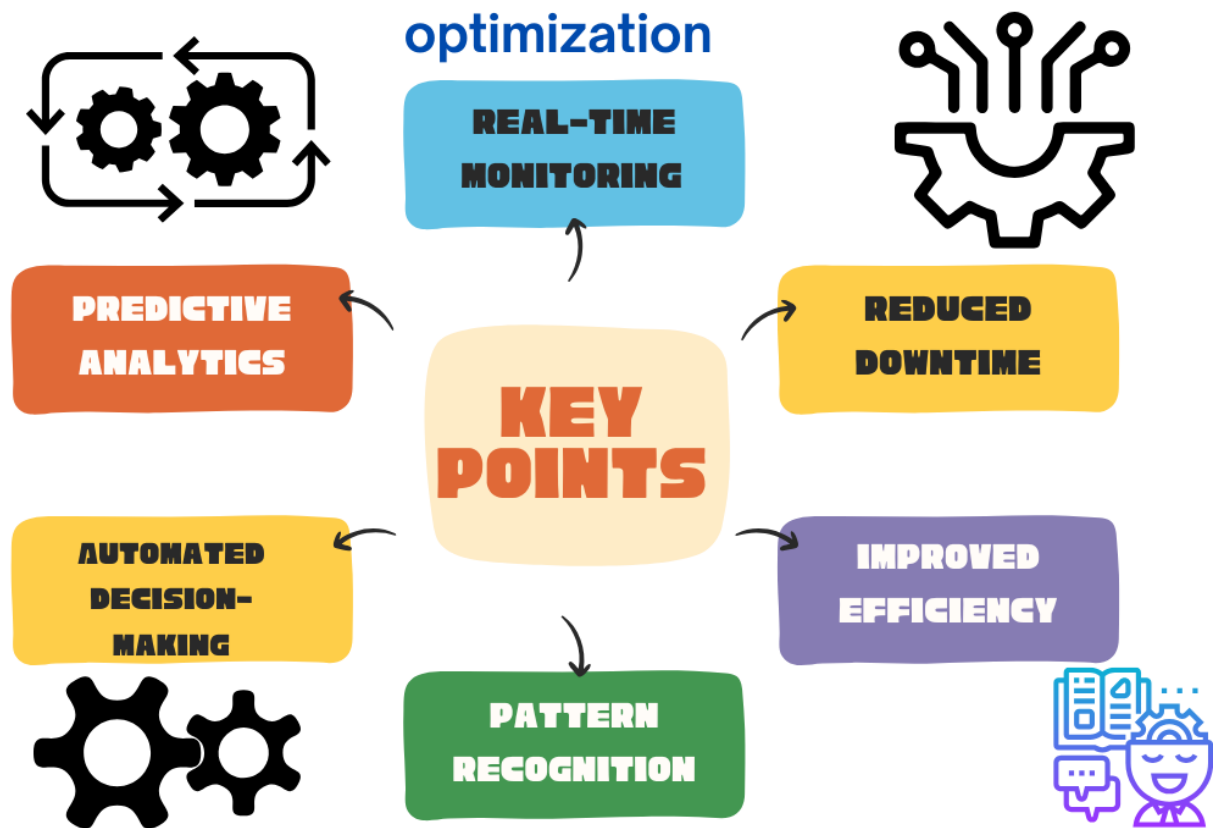 optimization
REAL-TIME
MONITORING
PREDICTIVE
ANALYTICS
REDUCED
DOWNTIME
KEY
POINTS
AUTOMATED
DECISION-
MAKING
IMPROVED
EFFICIENCY
PATTERN
RECOGNITION